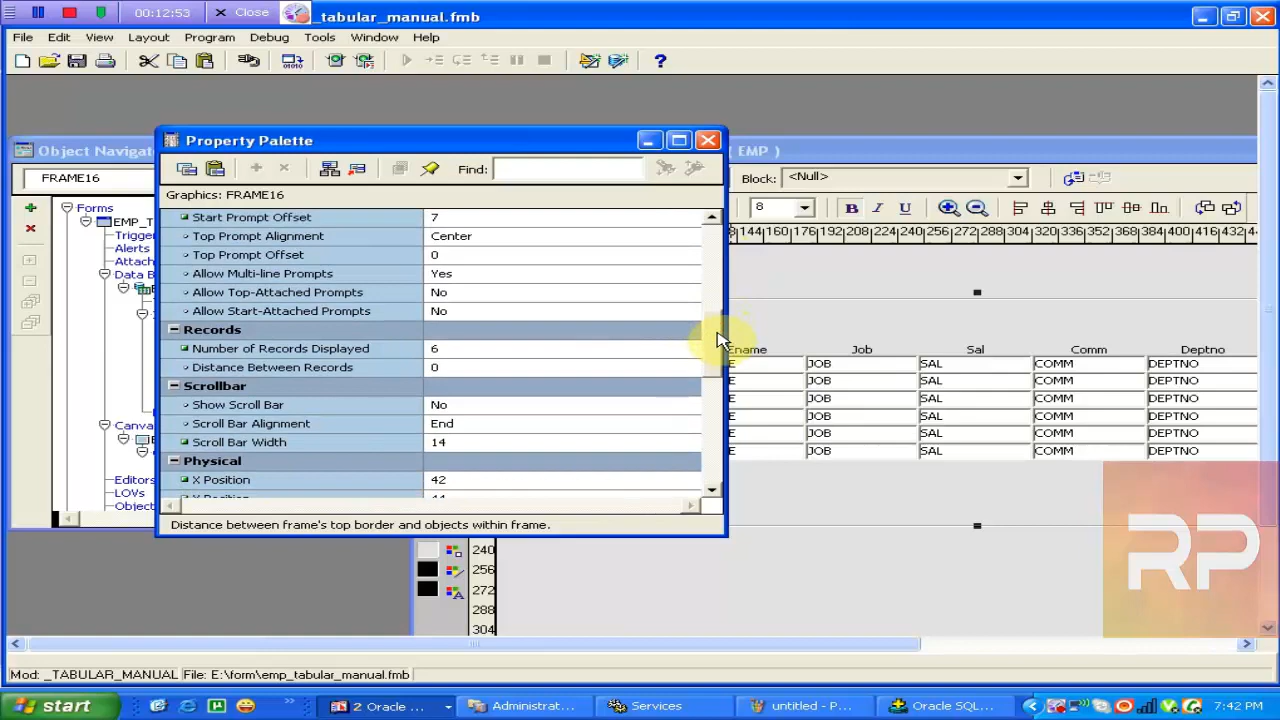 00:12:53 Close _tabular_manual.fmb
File Edit View Layout Program Debug Tools Window Help
Property Palette
Object Navigat
( EMP )
FRAME16
Find:
Block: <Null>
Graphics: FRAME16
8 B I U
Start Prompt Offset 7
Top Prompt Alignment Center
Top Prompt Offset 0
Allow Multi-line Prompts Yes
Allow Top-Attached Prompts No
Allow Start-Attached Prompts No
Records
Number of Records Displayed 6
Distance Between Records 0
Scrollbar
Show Scroll Bar No
Scroll Bar Alignment End
Scroll Bar Width 14
Physical
X Position 42
Distance between frame's top border and objects within frame.
Forms
EMP_T
Trigger
Alerts
Attach
Data B
Canva
Editors
LOVs
Object
144 160 176 192 208 224 240 256 272 288 304 320 336 352 368 384 400 416 432 4
Ename Job Sal Comm Deptno
E JOB SAL COMM DEPTNO
E JOB SAL COMM DEPTNO
E JOB SAL COMM DEPTNO
E JOB SAL COMM DEPTNO
E JOB SAL COMM DEPTNO
E JOB SAL COMM DEPTNO
240
256
272
288
304
RP
Mod: _TABULAR_MANUAL File: E:\form\emp_tabular_manual.fmb
start 2 Oracle ... Administrat... Services untitled - P... Oracle SQL,... 7:42 PM